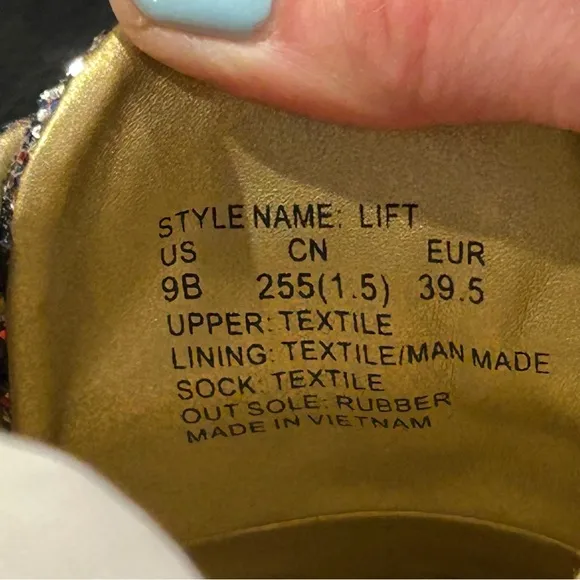 STYLE NAME: LIFT
US CN EUR
9B 255(1.5) 39.5
UPPER: TEXTILE
LINING: TEXTILE/MAN MADE
SOCK: TEXTILE
OUT SOLE: RUBBER
MADE IN VIETNAM